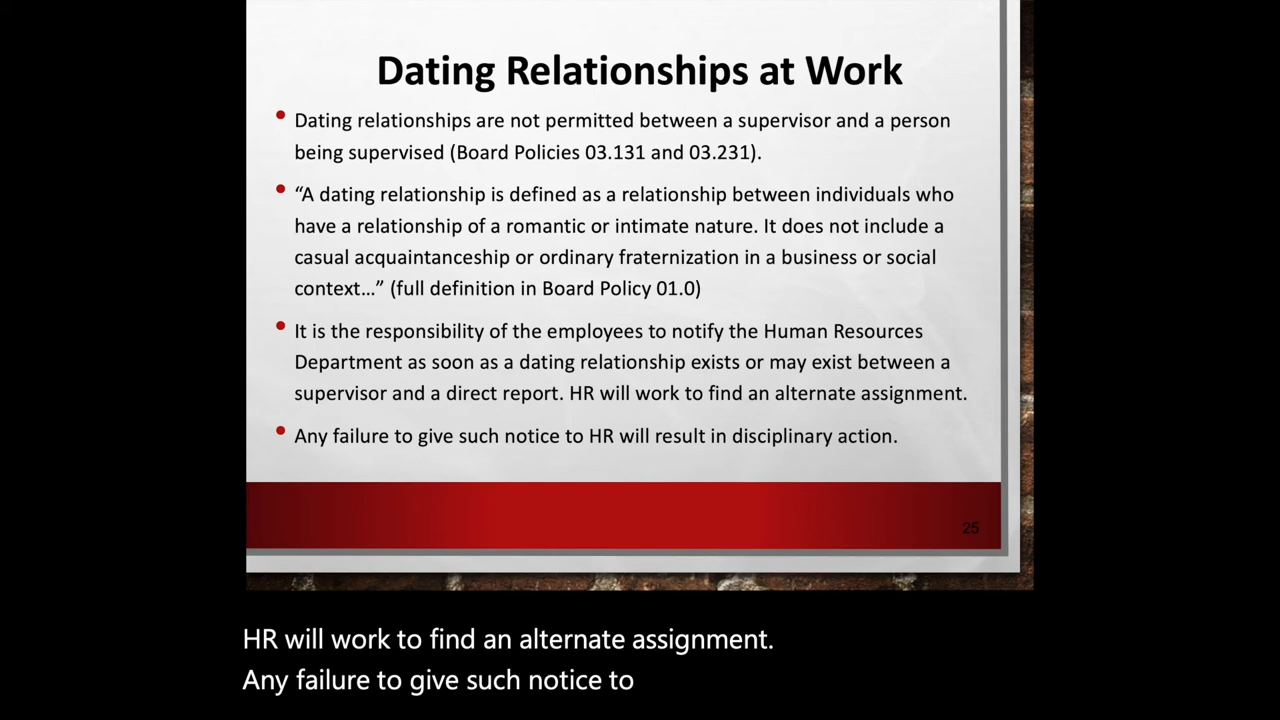 Dating Relationships at Work
• Dating relationships are not permitted between a supervisor and a person
being supervised (Board Policies 03.131 and 03.231).
• “A dating relationship is defined as a relationship between individuals who
have a relationship of a romantic or intimate nature. It does not include a
casual acquaintanceship or ordinary fraternization in a business or social
context…” (full definition in Board Policy 01.0)
• It is the responsibility of the employees to notify the Human Resources
Department as soon as a dating relationship exists or may exist between a
supervisor and a direct report. HR will work to find an alternate assignment.
• Any failure to give such notice to HR will result in disciplinary action.
25
HR will work to find an alternate assignment.
Any failure to give such notice to